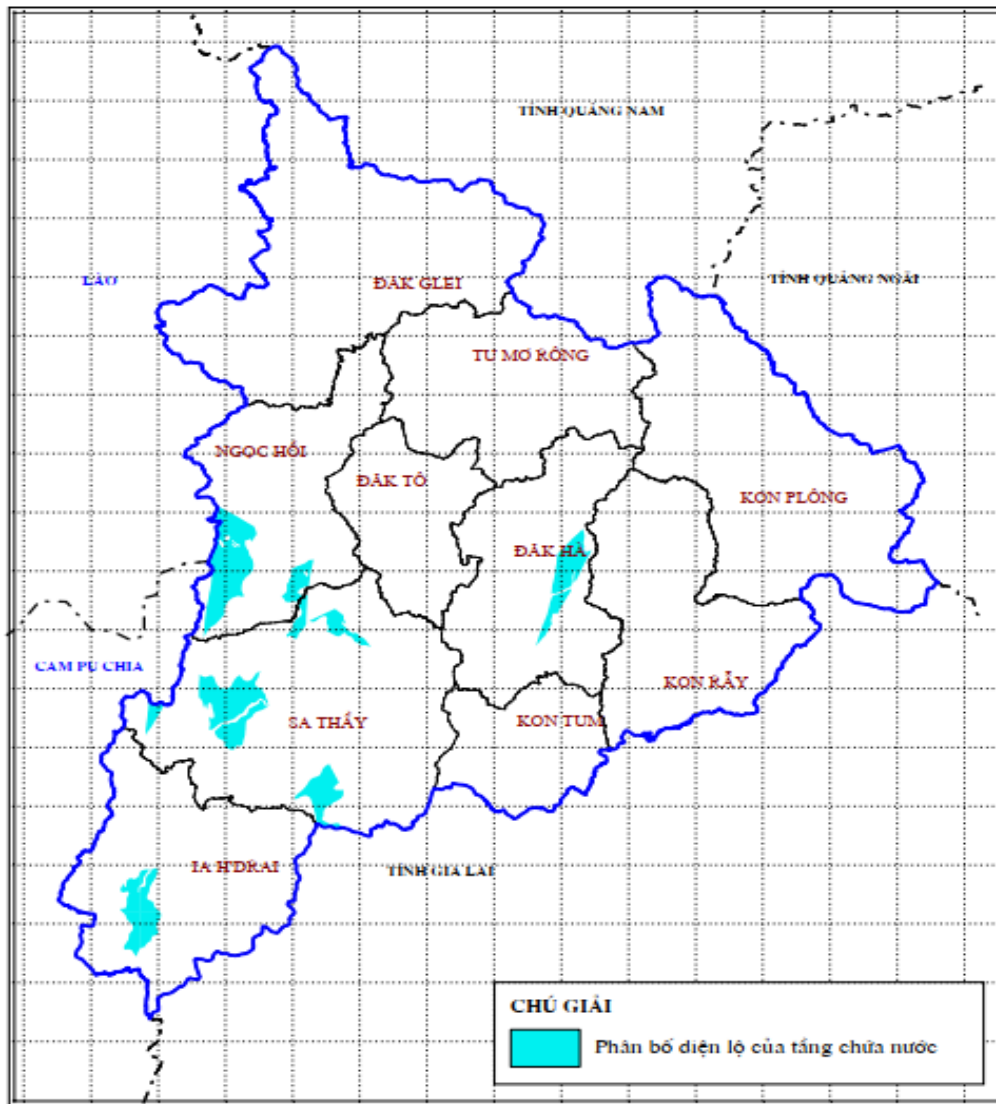 TỈNH QUẢNG NAM
LÀO
ĐĂK GLEI
TỈNH QUẢNG NGÃI
TU MƠ RÔNG
NGỌC HỒI
ĐĂK TÔ
KON PLÔNG
ĐĂK HÀ
CAM PU CHIA
KON RẪY
SA THẦY
KON TUM
IA H'DRAI
TỈNH GIA LAI
CHÚ GIẢI
Phân bố diện lộ của tầng chứa nước